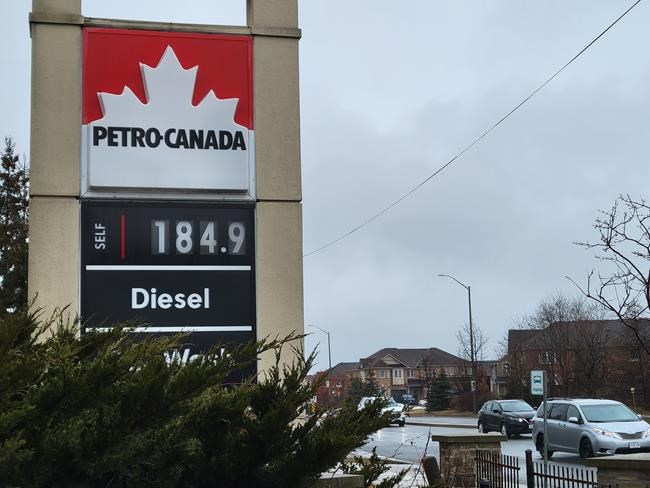 PETRO-CANADA
SELF 184.9
Diesel